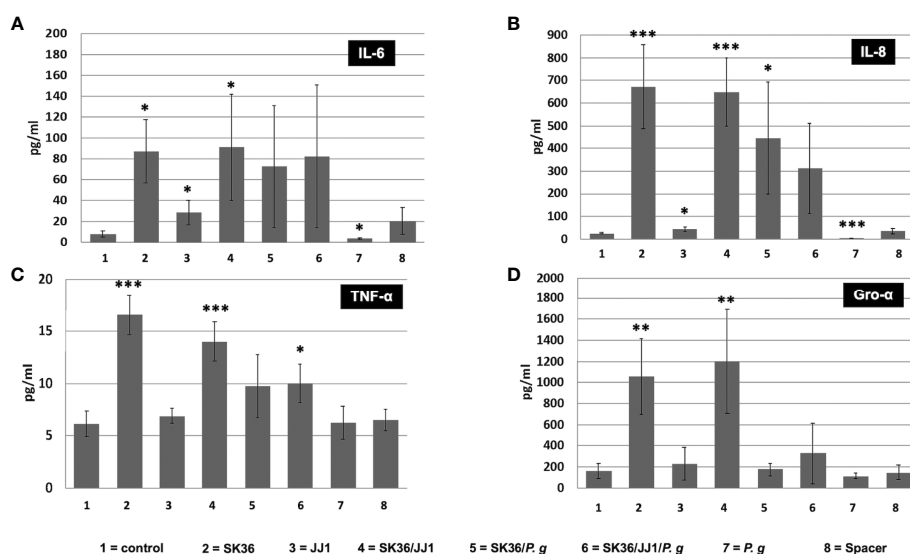 A
IL-6
pg/ml
200
180
160
140
120
100
80
60
40
20
0
* * * *
1 2 3 4 5 6 7 8
B
IL-8
pg/ml
900
800
700
600
500
400
300
200
100
0
*** * *** * ***
1 2 3 4 5 6 7 8
C
TNF-α
pg/ml
20
15
10
5
0
*** *** *
1 2 3 4 5 6 7 8
D
Gro-α
pg/ml
2000
1800
1600
1400
1200
1000
800
600
400
200
0
** **
1 2 3 4 5 6 7 8
1 = control 2 = SK36 3 = JJ1 4 = SK36/JJ1 5 = SK36/P. g 6 = SK36/JJ1/P. g 7 = P. g 8 = Spacer